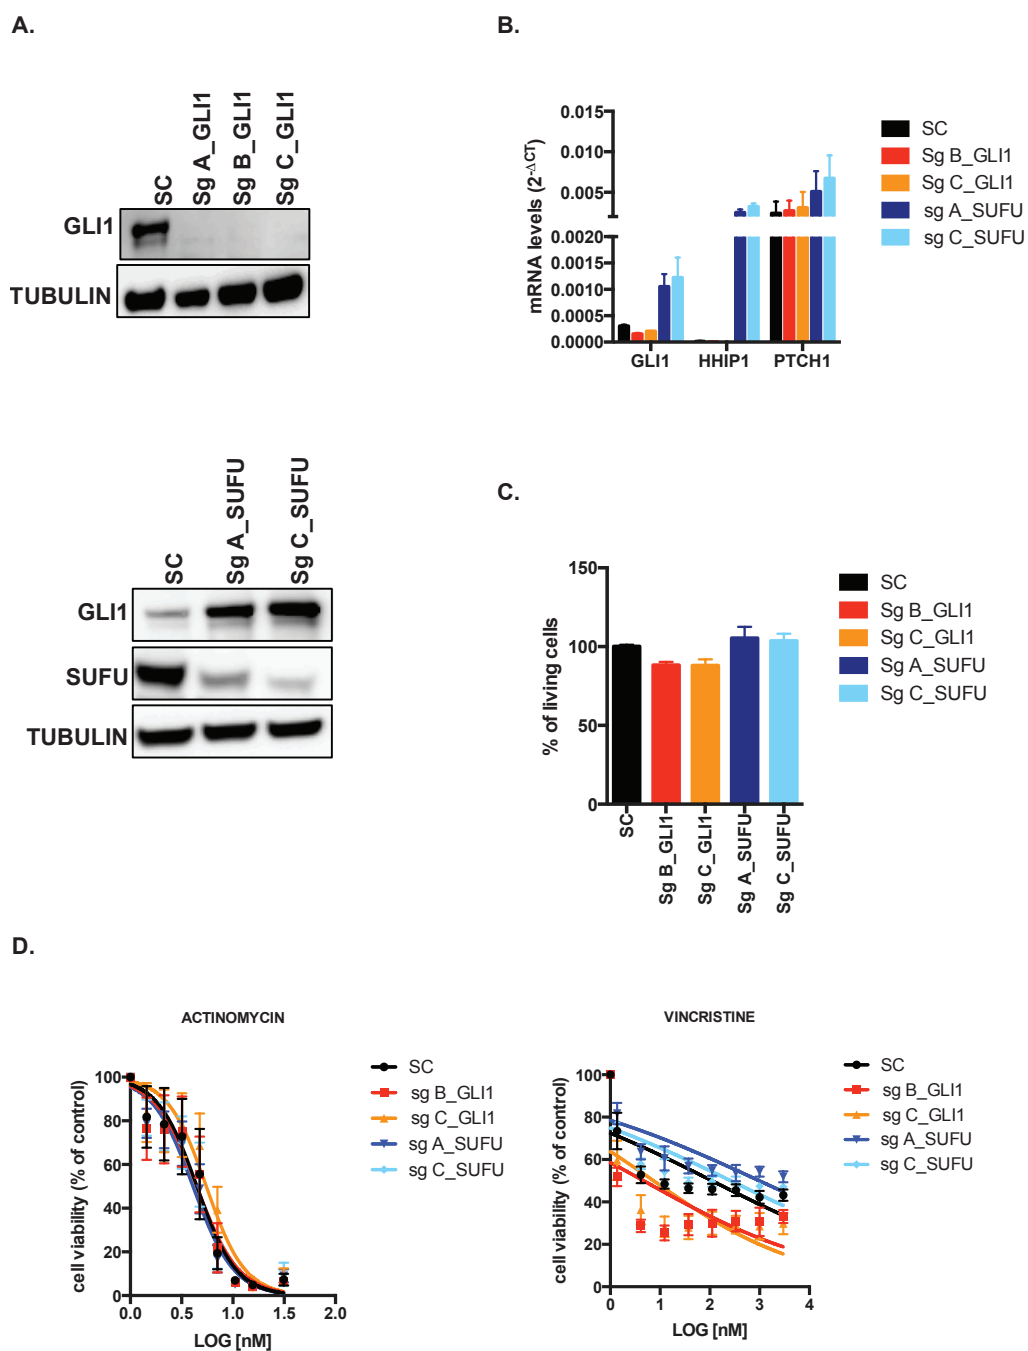 A.
SC
Sg A_GLI1
Sg B_GLI1
Sg C_GLI1
GLI1
TUBULIN
SC
Sg A_SUFU
Sg C_SUFU
GLI1
SUFU
TUBULIN
B.
mRNA levels (2-ΔCT)
0.015
0.010
0.005
0.0020
0.0015
0.0010
0.0005
0.0000
GLI1 HHIP1 PTCH1
SC
Sg B_GLI1
Sg C_GLI1
sg A_SUFU
sg C_SUFU
C.
% of living cells
150
100
50
0
SC
Sg B_GLI1
Sg C_GLI1
Sg A_SUFU
Sg C_SUFU
SC
Sg B_GLI1
Sg C_GLI1
Sg A_SUFU
Sg C_SUFU
D.
ACTINOMYCIN
cell viability (% of control)
100
80
60
40
20
0
0.0 0.5 1.0 1.5 2.0
LOG [nM]
SC
sg B_GLI1
sg C_GLI1
sg A_SUFU
sg C_SUFU
VINCRISTINE
cell viability (% of control)
100
80
60
40
20
0
0 1 2 3 4
LOG [nM]
SC
sg B_GLI1
sg C_GLI1
sg A_SUFU
sg C_SUFU